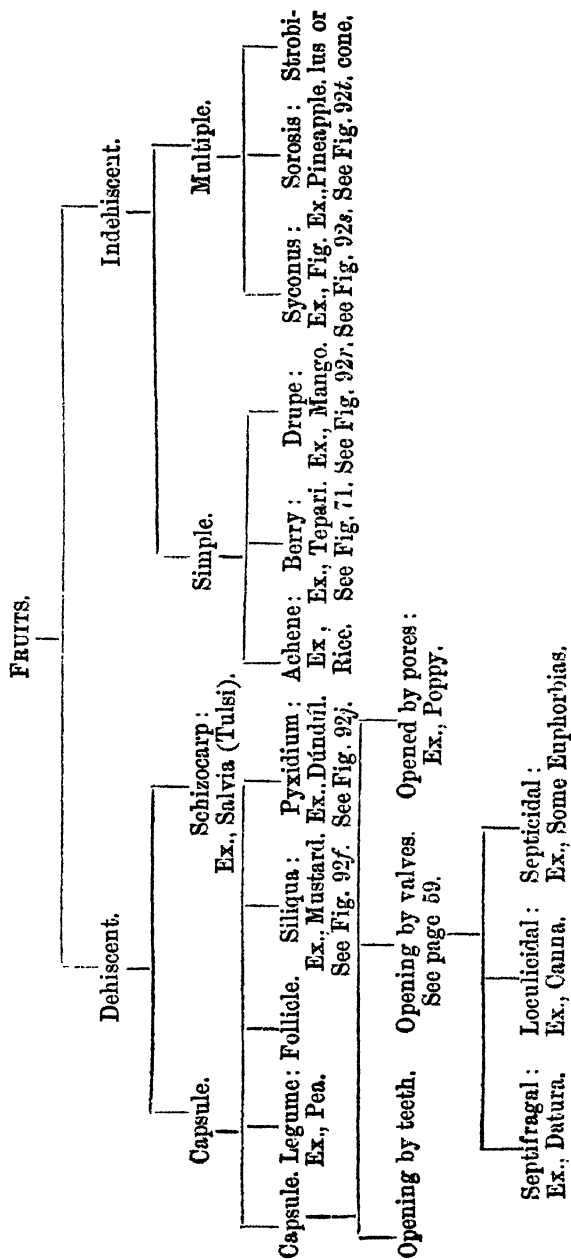 FRUITS.
Dehiscent. Indehiscent.
Capsule. Schizocarp: Simple. Multiple.
Ex., Salvia (Tulsi).
Capsule. Legume: Follicle. Siliqua: Pyxidium: Achene: Berry: Drupe: Syconus: Sorosis: Strobi-
Ex., Pea. Ex., Mustard. Ex., Dúndúl. Ex , Ex., Tepari. Ex., Mango. Ex., Fig. Ex., Pineapple. lus or
See Fig. 92f. See Fig. 92j. Rice. See Fig. 71. See Fig. 92r. See Fig. 92s. See Fig. 92t. cone.
Opening by teeth. Opening by valves. Opened by pores:
See page 59. Ex., Poppy.
Septifragal: Loculicidal: Septicidal:
Ex., Datura. Ex., Canna. Ex., Some Euphorbias.